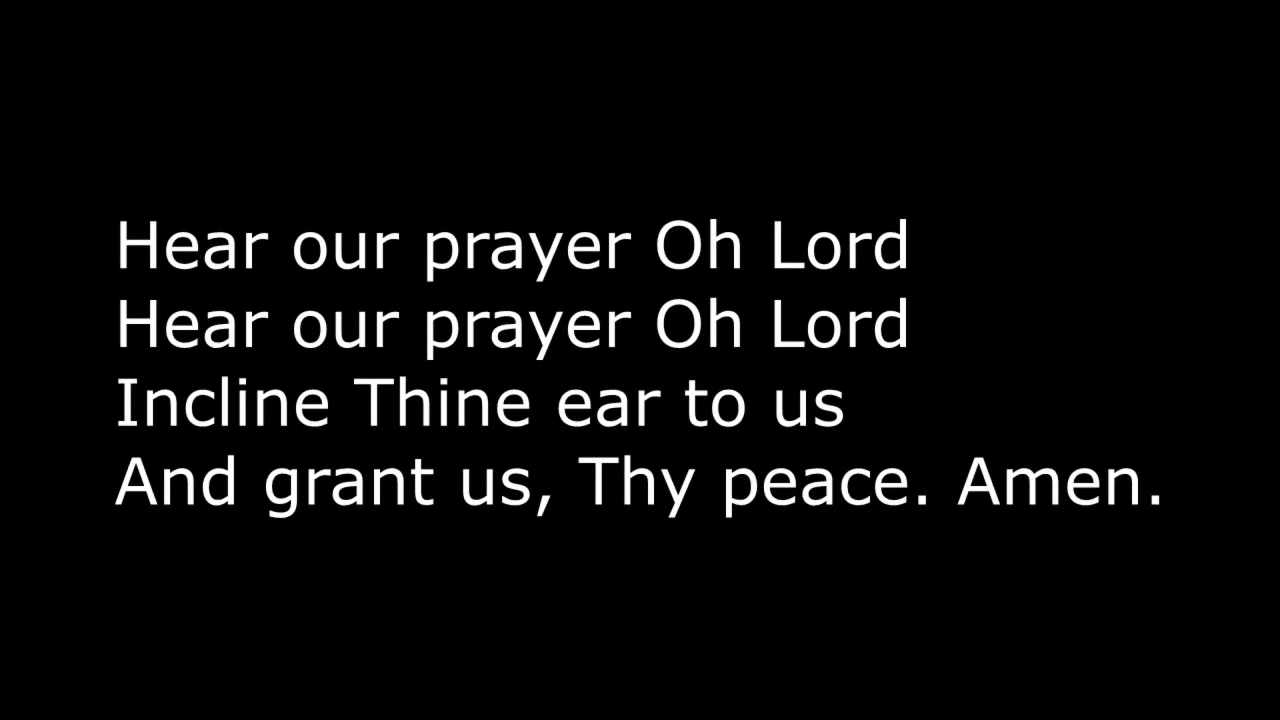 Hear our prayer Oh Lord
Hear our prayer Oh Lord
Incline Thine ear to us
And grant us, Thy peace. Amen.